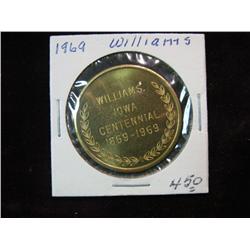 1969 Williams
WILLIAMS,
IOWA
CENTENNIAL
1869-1969
450